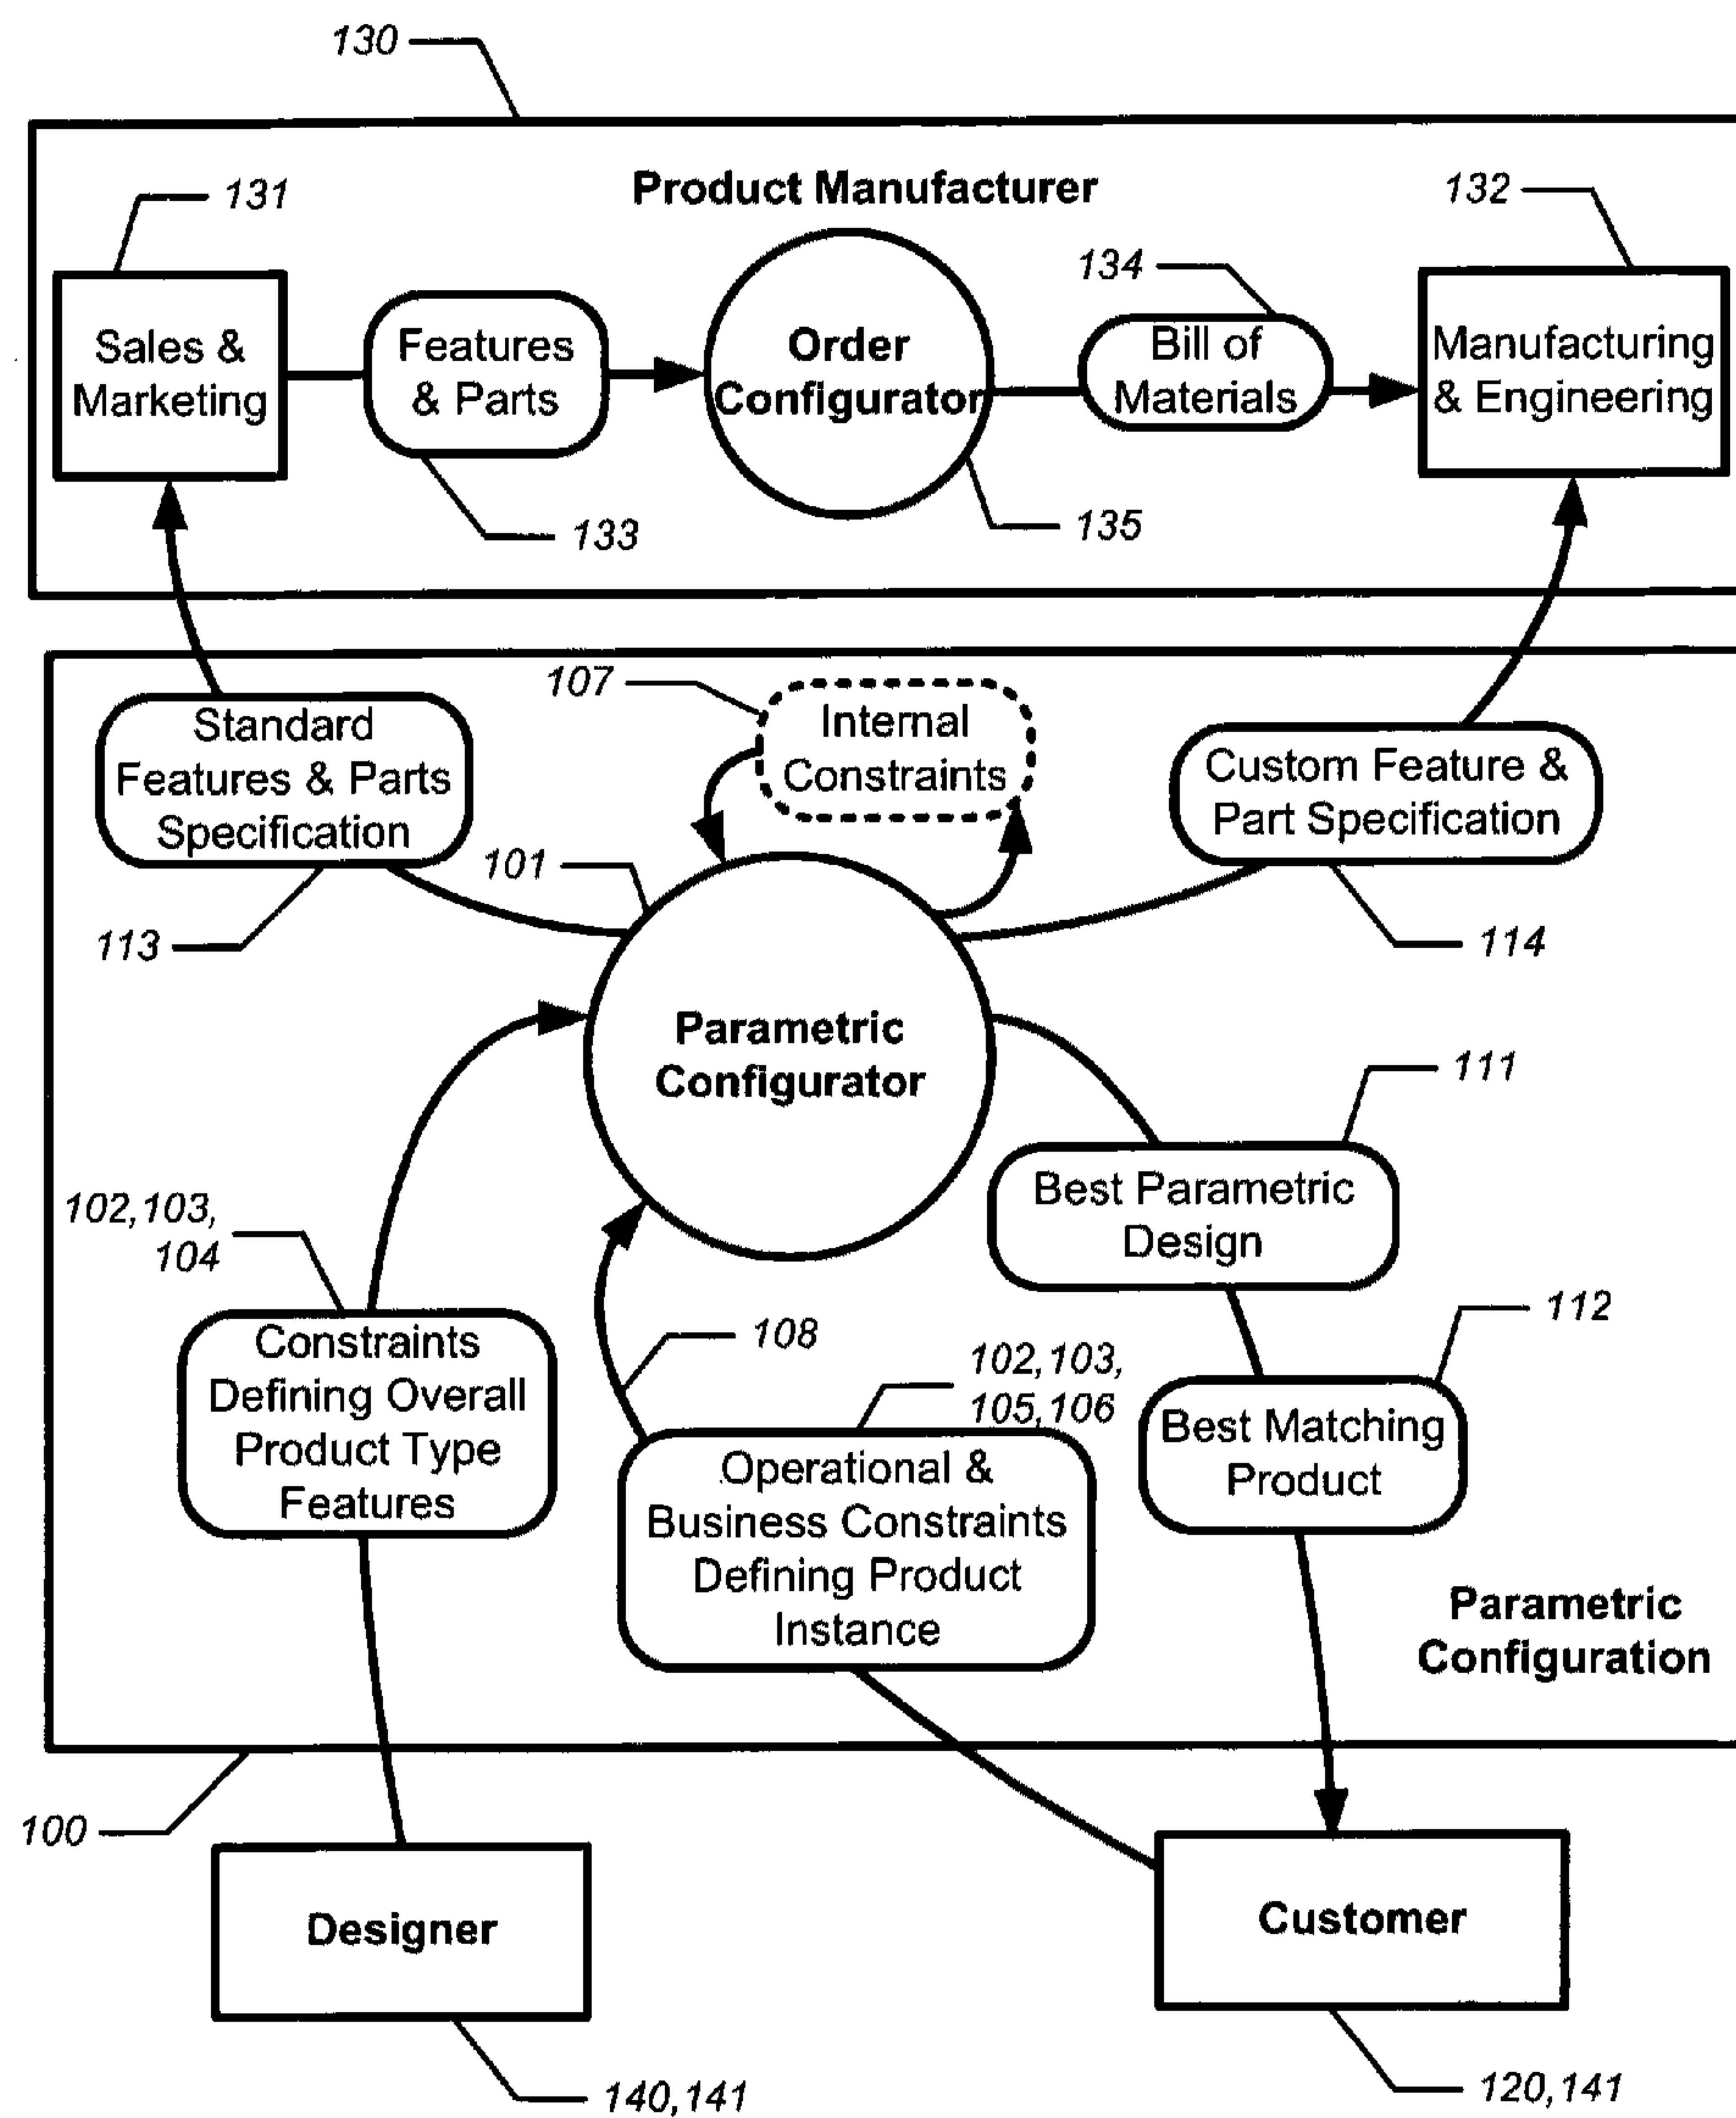 130
Product Manufacturer
131
132
134
Sales &
Marketing
Features
& Parts
Order
Configurator
Bill of
Materials
Manufacturing
& Engineering
133
135
107
Internal
Constraints
Standard
Features & Parts
Specification
Custom Feature &
Part Specification
101
113
114
Parametric
Configurator
111
Best Parametric
Design
102,103,
104
112
108
Constraints
Defining Overall
Product Type
Features
102,103,
105,106
Best Matching
Product
Operational &
Business Constraints
Defining Product
Instance
Parametric
Configuration
100
Designer
Customer
140,141
120,141